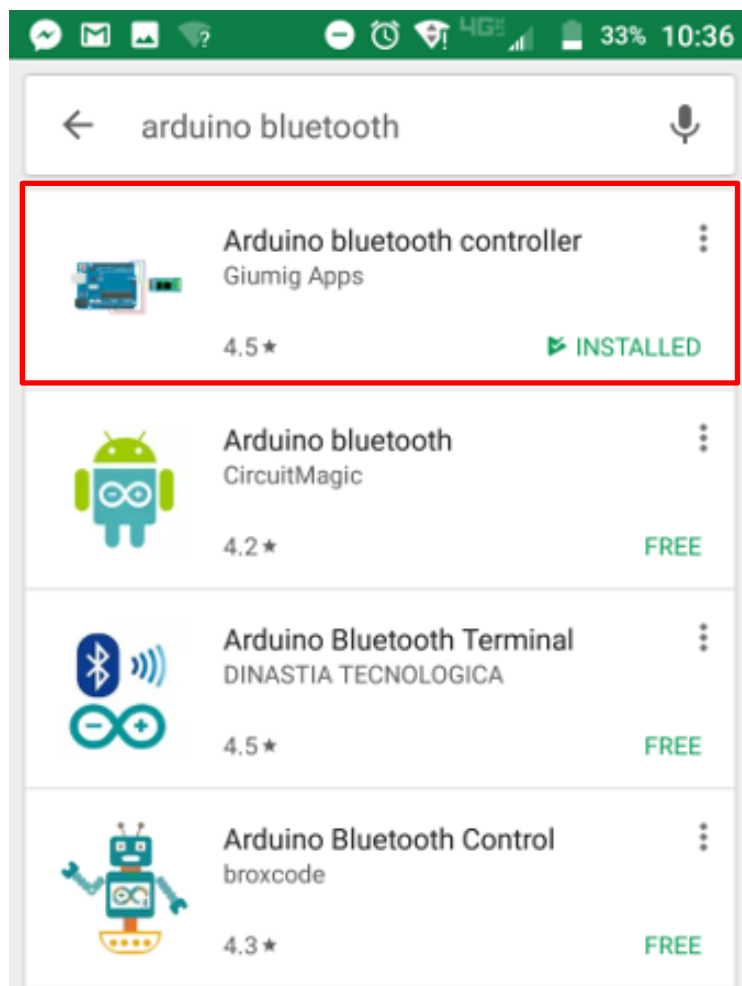 ? 4G 33% 10:36
arduino bluetooth
Arduino bluetooth controller
Giumig Apps
4.5★ INSTALLED
Arduino bluetooth
CircuitMagic
4.2★ FREE
Arduino Bluetooth Terminal
DINASTIA TECNOLOGICA
4.5★ FREE
Arduino Bluetooth Control
broxcode
4.3★ FREE